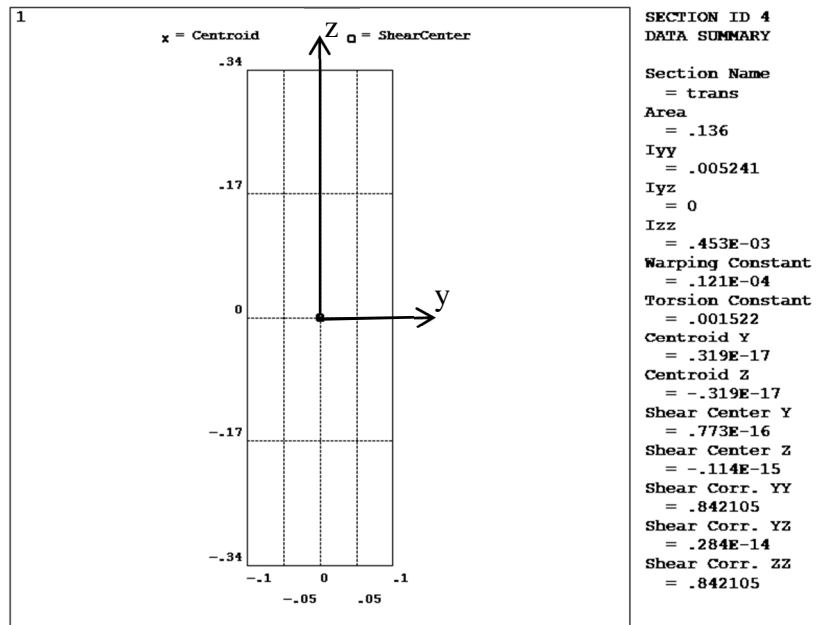 1
x = Centroid
Z
= ShearCenter
.34
.17
0
y
-.17
-.34
-.1
0
.1
-.05
.05
SECTION ID 4
DATA SUMMARY
Section Name
= trans
Area
= .136
Iyy
= .005241
Iyz
= 0
Izz
= .453E-03
Warping Constant
= .121E-04
Torsion Constant
= .001522
Centroid Y
= .319E-17
Centroid Z
= -.319E-17
Shear Center Y
= .773E-16
Shear Center Z
= -.114E-15
Shear Corr. YY
= .842105
Shear Corr. YZ
= .284E-14
Shear Corr. ZZ
= .842105